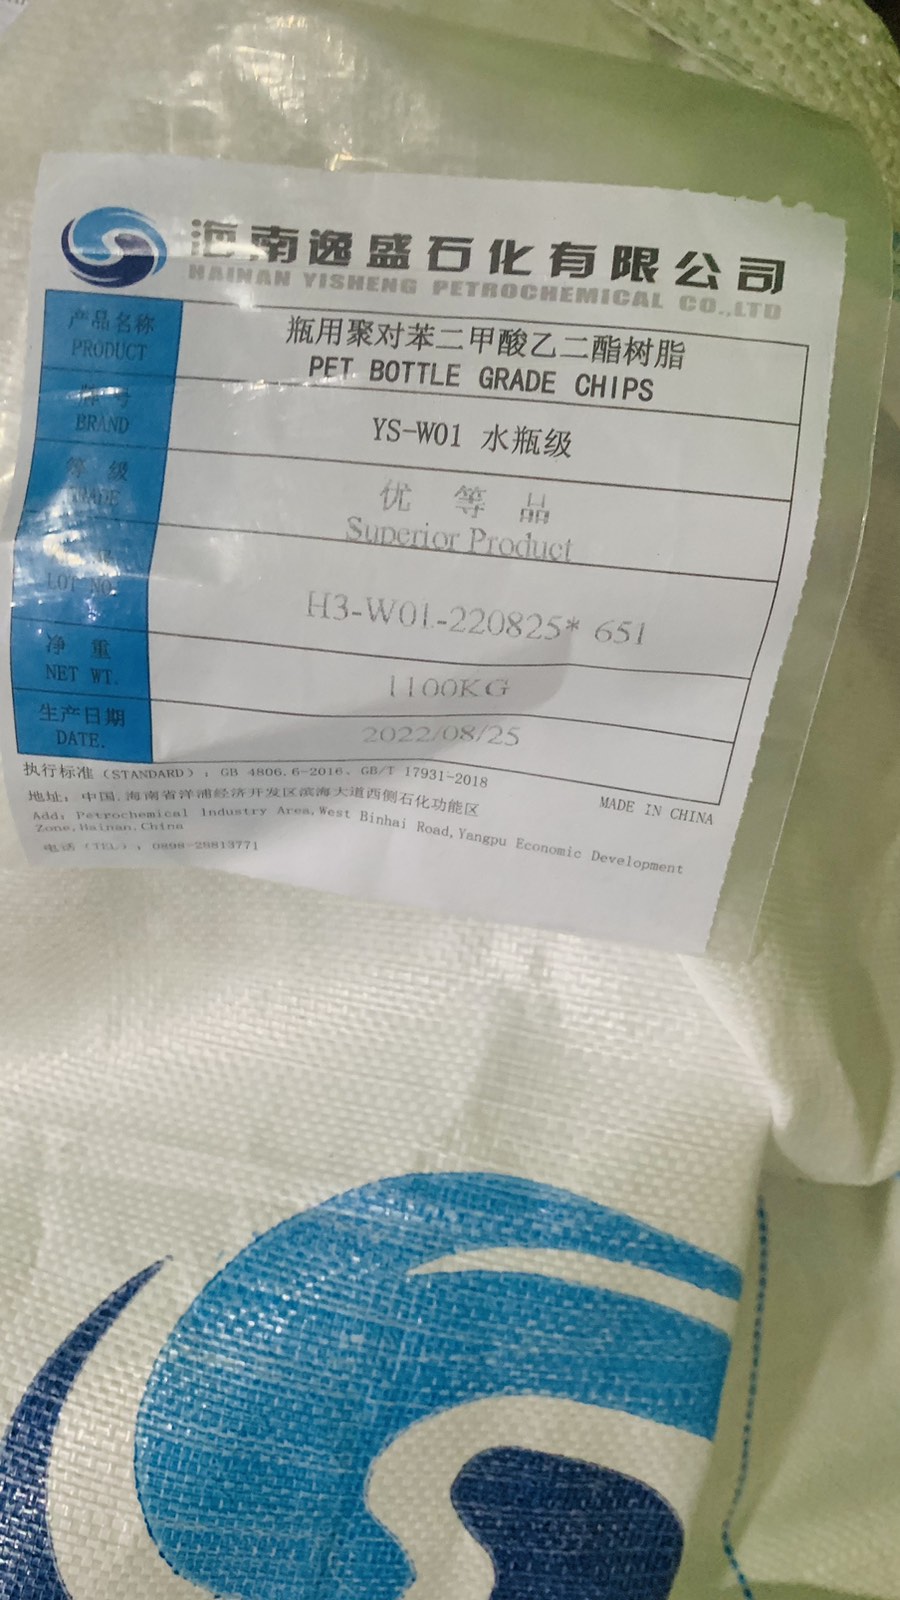 海南逸盛石化有限公司
HAINAN YISHENG PETROCHEMICAL CO.,LTD
产品名称
PRODUCT
瓶用聚对苯二甲酸乙二酯树脂
PET BOTTLE GRADE CHIPS
牌号
BRAND
YS-W01 水瓶级
等 级
GRADE
优 等 品
Superior Product
LOT NO.
H3-W01-220825* 651
净 重
NET WT.
1100KG
生产日期
DATE.
2022/08/25
执行标准（STANDARD）：GB 4806.6-2016、GB/T 17931-2018
MADE IN CHINA
地址：中国.海南省洋浦经济开发区滨海大道西侧石化功能区
Add: Petrochemical Industry Area,West Binhai Road,Yangpu Economic Development
Zone,Hainan,China
电话（TEL）：0898-28813771